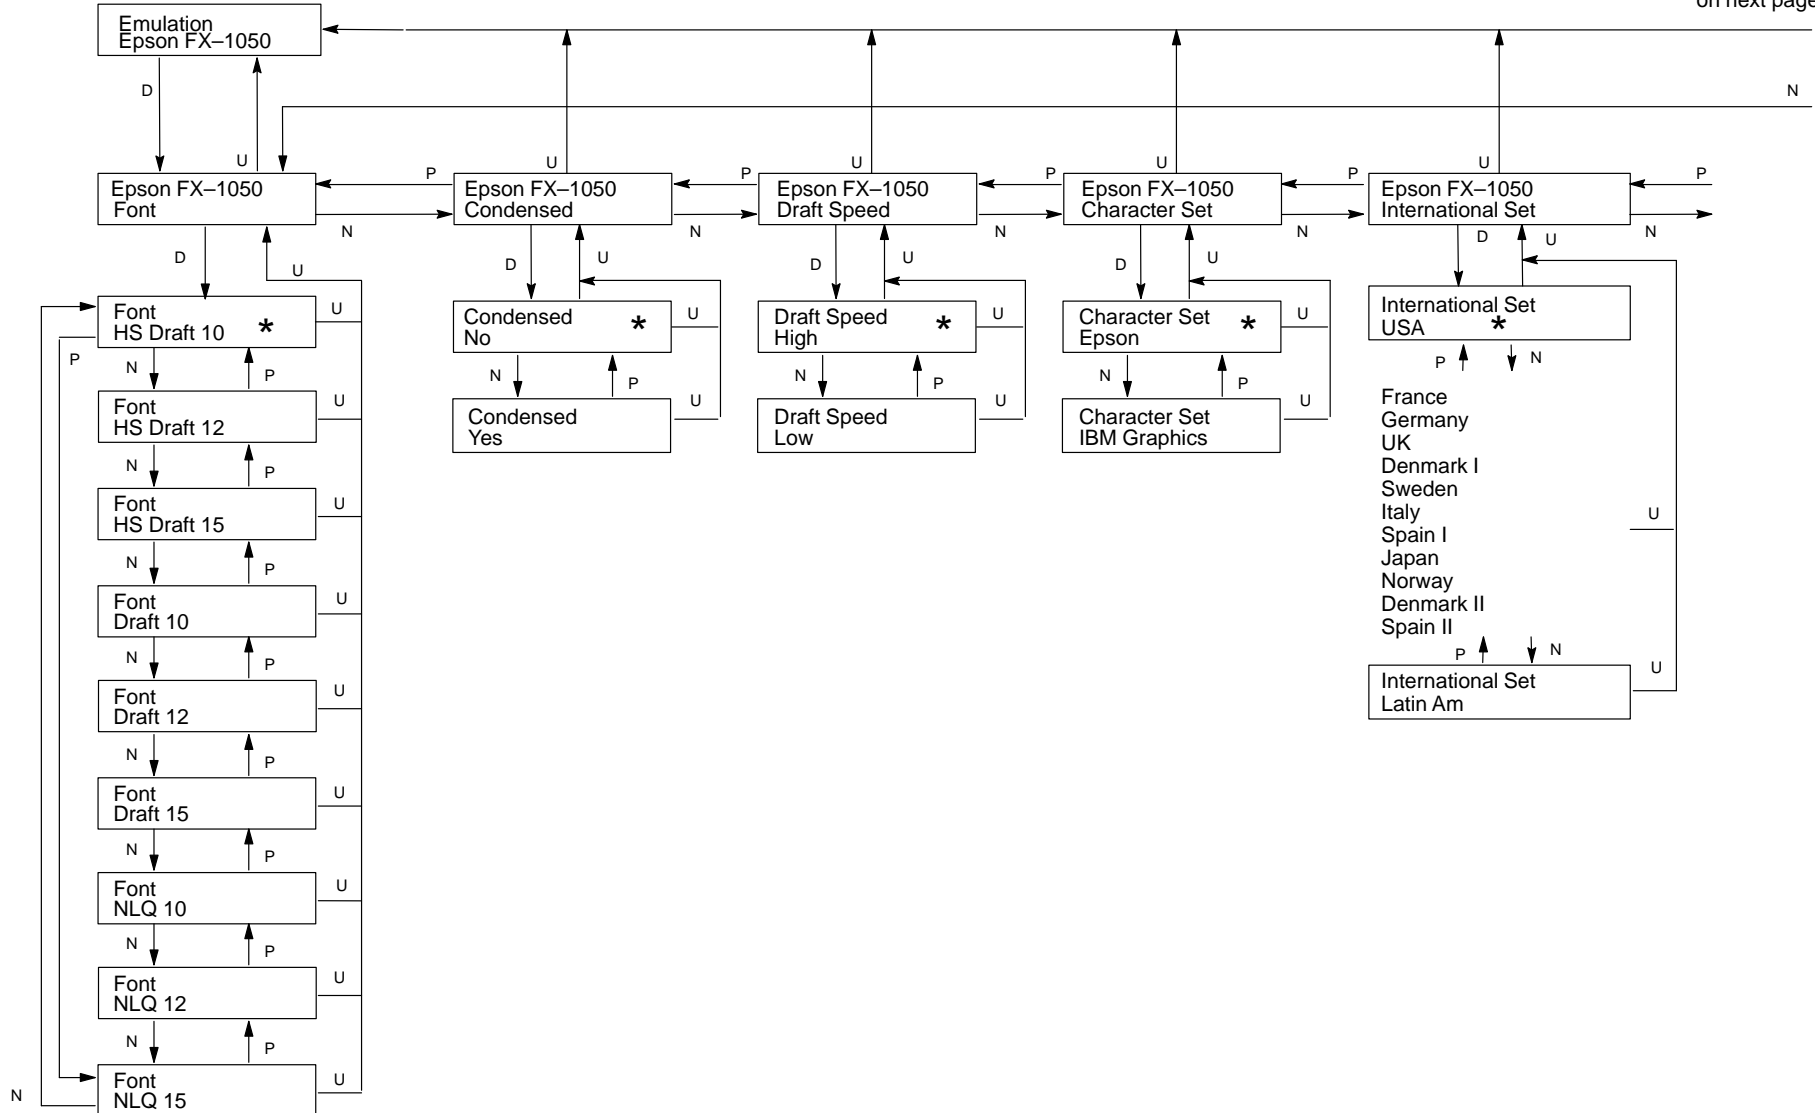 on next page
Emulation
Epson FX–1050
D
N
U
U
U
U
U
P
P
P
P
P
Epson FX–1050
Font
Epson FX–1050
Condensed
Epson FX–1050
Draft Speed
Epson FX–1050
Character Set
Epson FX–1050
International Set
N
N
N
N
N
D
U
D
U
D
U
D
U
D
U
Font
HS Draft 10 *
U
Condensed
No *
U
Draft Speed
High *
U
Character Set
Epson *
U
International Set
USA *
P
N
P
N
P
N
P
N
P
P
N
Font
HS Draft 12
U
Condensed
Yes
U
Draft Speed
Low
U
Character Set
IBM Graphics
U
France
Germany
UK
Denmark I
Sweden
Italy
Spain I
Japan
Norway
Denmark II
Spain II
U
P
N
International Set
Latin Am
U
N
P
Font
HS Draft 15
U
N
P
Font
Draft 10
U
N
P
Font
Draft 12
U
N
P
Font
Draft 15
U
N
P
Font
NLQ 10
U
N
P
Font
NLQ 12
U
N
P
Font
NLQ 15
U
N